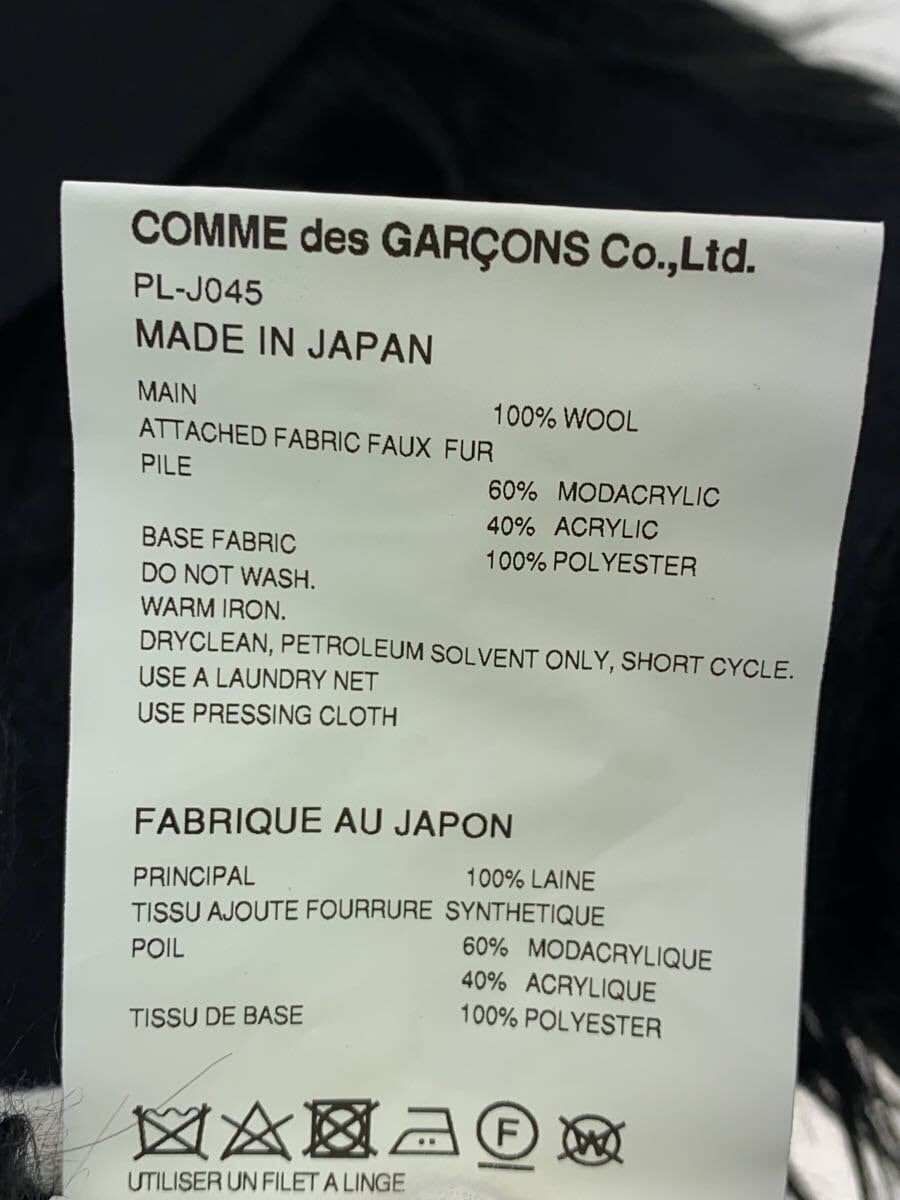 COMME des GARÇONS Co.,Ltd.
PL-J045
MADE IN JAPAN
MAIN 100% WOOL
ATTACHED FABRIC FAUX FUR
PILE 60% MODACRYLIC
40% ACRYLIC
BASE FABRIC 100% POLYESTER
DO NOT WASH.
WARM IRON.
DRYCLEAN, PETROLEUM SOLVENT ONLY, SHORT CYCLE.
USE A LAUNDRY NET
USE PRESSING CLOTH
FABRIQUE AU JAPON
PRINCIPAL 100% LAINE
TISSU AJOUTE FOURRURE SYNTHETIQUE
POIL 60% MODACRYLIQUE
40% ACRYLIQUE
TISSU DE BASE 100% POLYESTER
F W
UTILISER UN FILET A LINGE